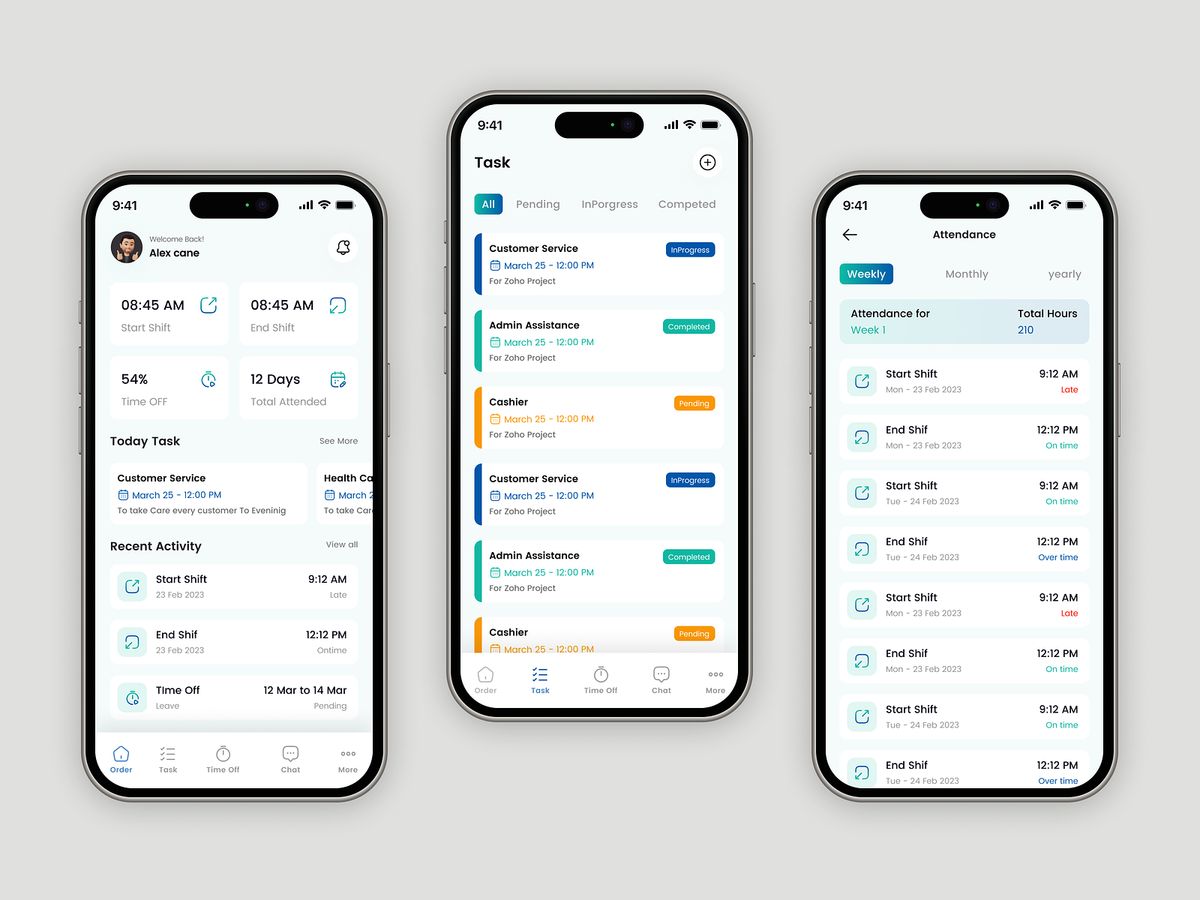 9:41
Welcome Back!
Alex cane
08:45 AM
Start Shift
08:45 AM
End Shift
54%
Time OFF
12 Days
Total Attended
Today Task
See More
Customer Service
March 25 - 12:00 PM
To take Care every customer To Eveninig
Health Ca
March 2
To take Car
Recent Activity
View all
Start Shift
9:12 AM
23 Feb 2023
Late
End Shif
12:12 PM
23 Feb 2023
Ontime
TIme Off
12 Mar to 14 Mar
Leave
Pending
Order
Task
Time Off
Chat
More
9:41
Task
All
Pending
InPorgress
Competed
Customer Service
InProgress
March 25 - 12:00 PM
For Zoho Project
Admin Assistance
Completed
March 25 - 12:00 PM
For Zoho Project
Cashier
Pending
March 25 - 12:00 PM
For Zoho Project
Customer Service
InProgress
March 25 - 12:00 PM
For Zoho Project
Admin Assistance
Completed
March 25 - 12:00 PM
For Zoho Project
Cashier
Pending
March 25 - 12:00 PM
Order
Task
Time Off
Chat
More
9:41
Attendance
Weekly
Monthly
yearly
Attendance for
Total Hours
Week 1
210
Start Shift
9:12 AM
Mon - 23 Feb 2023
Late
End Shif
12:12 PM
Mon - 23 Feb 2023
On time
Start Shift
9:12 AM
Tue - 24 Feb 2023
On time
End Shif
12:12 PM
Tue - 24 Feb 2023
Over time
Start Shift
9:12 AM
Mon - 23 Feb 2023
Late
End Shif
12:12 PM
Mon - 23 Feb 2023
On time
Start Shift
9:12 AM
Tue - 24 Feb 2023
On time
End Shif
12:12 PM
Tue - 24 Feb 2023
Over time